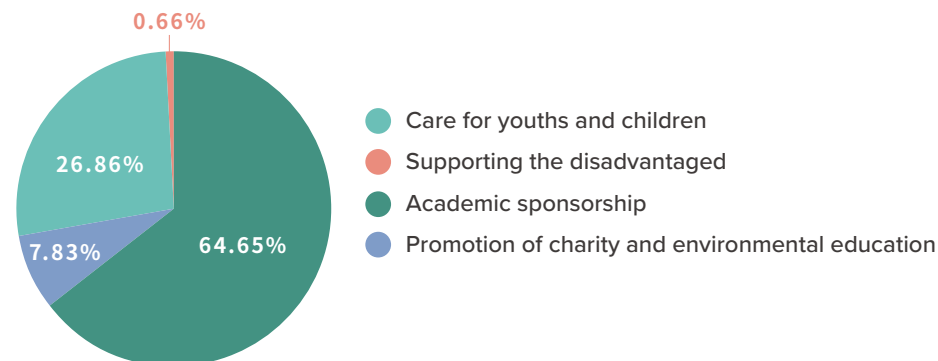 0.66%
26.86%
7.83%
64.65%
Care for youths and children
Supporting the disadvantaged
Academic sponsorship
Promotion of charity and environmental education